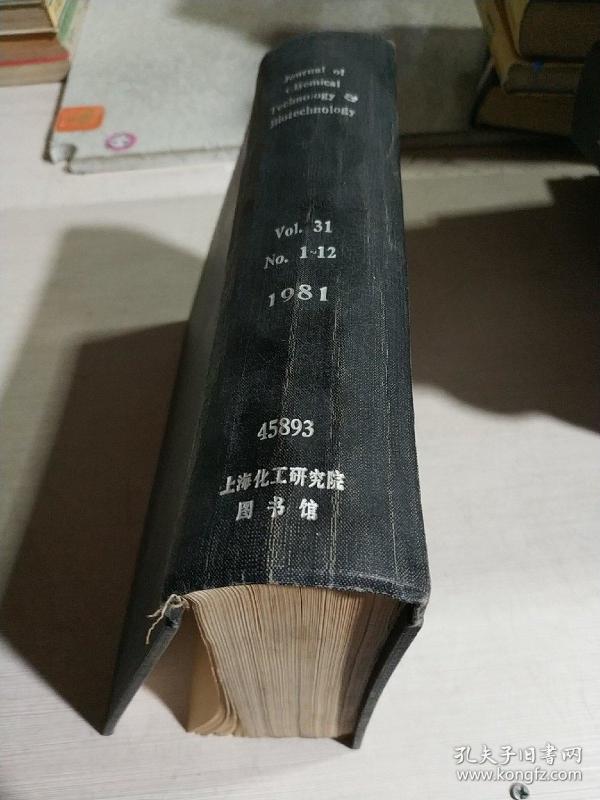 Journal of
Chemical
Technology &
Biotechnology
Vol. 31
No. 1~12
1981
45893
上海化工研究院
图书馆
孔夫子旧书网
www.kongfz.com